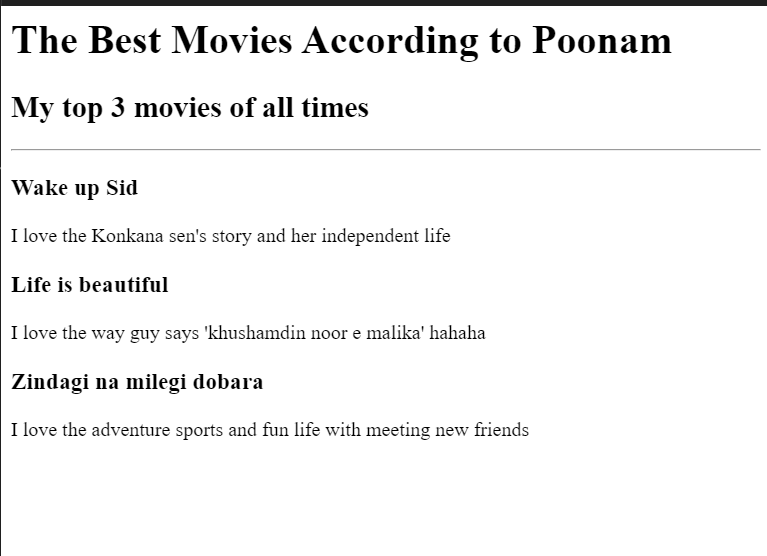 The Best Movies According to Poonam
My top 3 movies of all times
Wake up Sid
I love the Konkana sen's story and her independent life
Life is beautiful
I love the way guy says 'khushamdin noor e malika' hahaha
Zindagi na milegi dobara
I love the adventure sports and fun life with meeting new friends